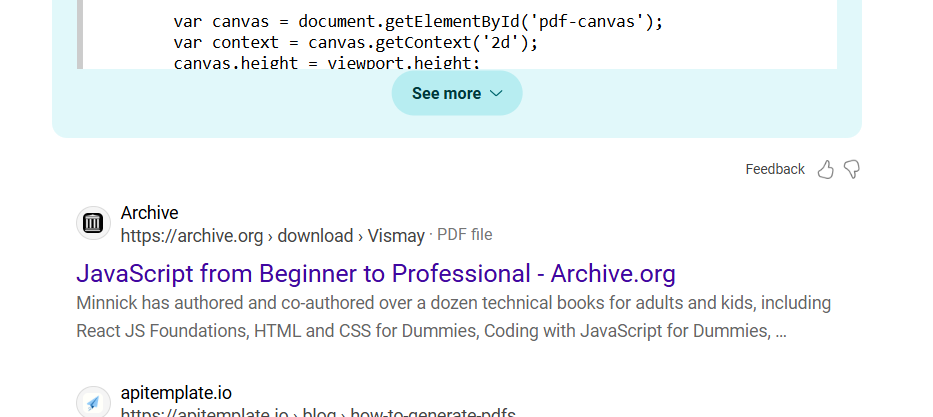 var canvas = document.getElementById('pdf-canvas');
var context = canvas.getContext('2d');
canvas.height = viewport.height;
See more
Feedback
Archive
https://archive.org › download › Vismay · PDF file
JavaScript from Beginner to Professional - Archive.org
Minnick has authored and co-authored over a dozen technical books for adults and kids, including
React JS Foundations, HTML and CSS for Dummies, Coding with JavaScript for Dummies, ...
apitemplate.io
https://apitemplate.io › blog › how-to-generate-pdfs